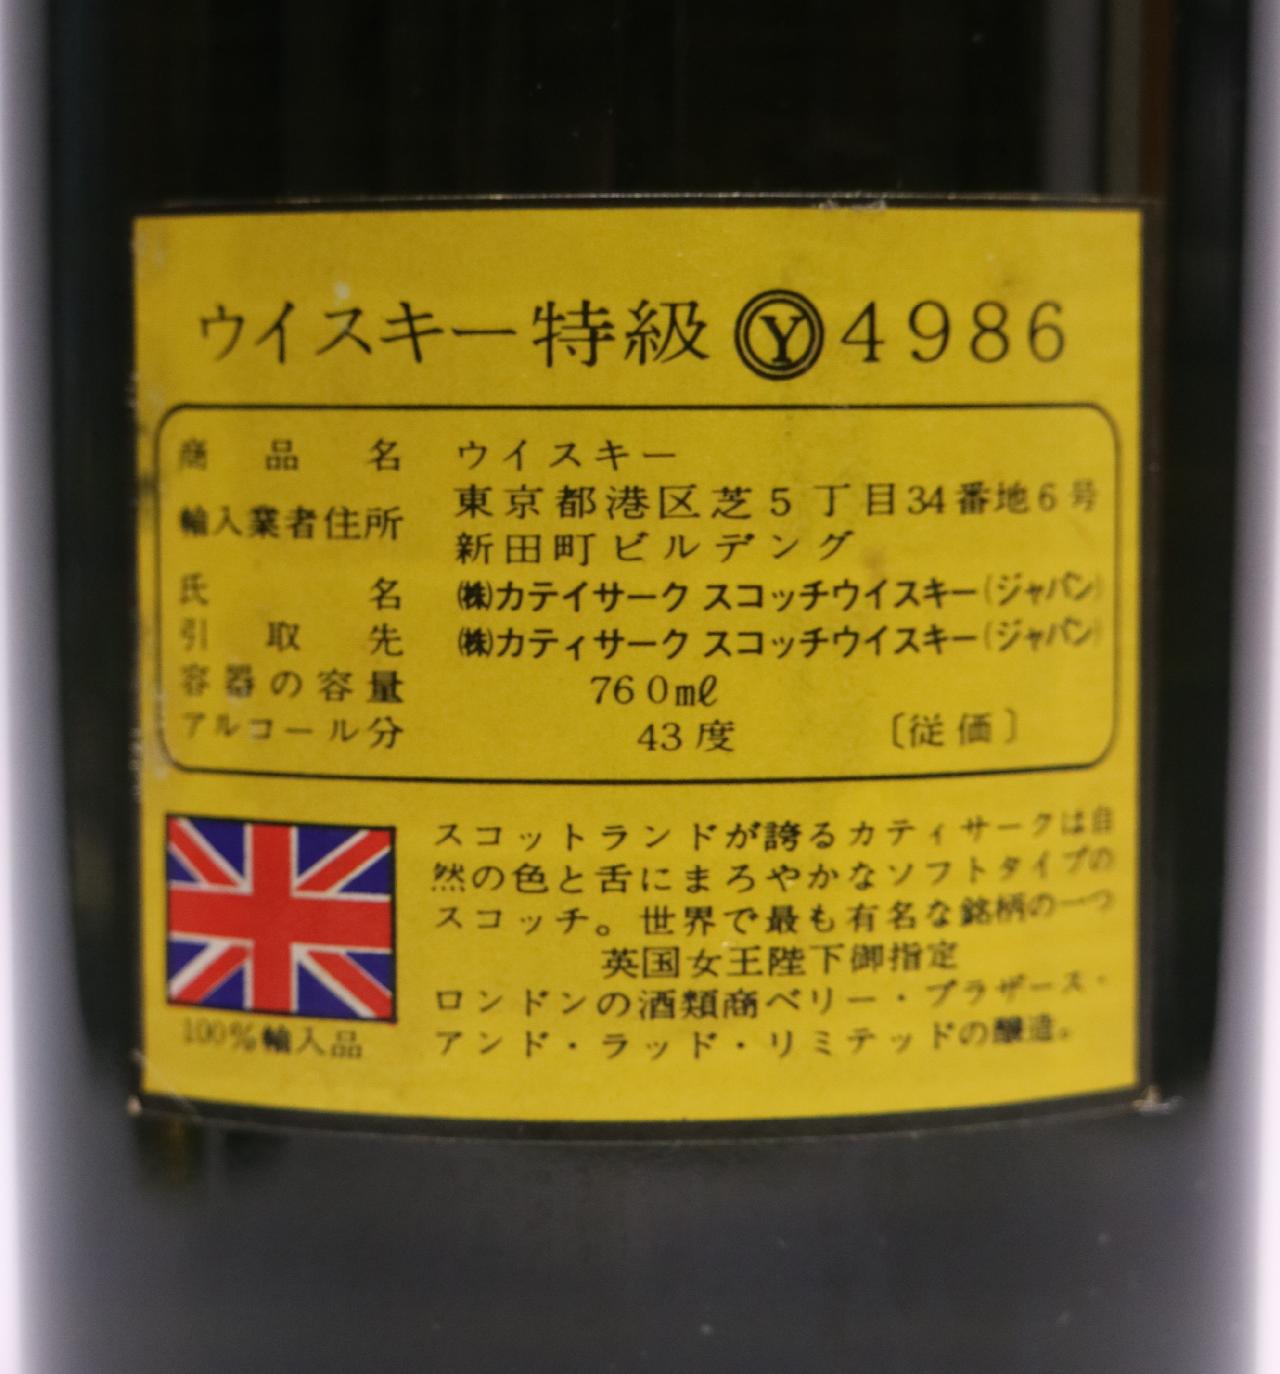 ウイスキー特級 Ⓨ4986
商品名 ウイスキー
輸入業者住所 東京都港区芝5丁目34番地6号
新田町ビルデング
氏名 ㈱カテイサーク スコッチウイスキー(ジャパン)
引取先 ㈱カティサーク スコッチウイスキー(ジャパン)
容器の容量 760㎖
アルコール分 43度 〔従価〕
スコットランドが誇るカティサークは自
然の色と舌にまろやかなソフトタイプの
スコッチ。世界で最も有名な銘柄の一つ
英国女王陛下御指定
ロンドンの酒類商ベリー・ブラザース・
アンド・ラッド・リミテッドの醸造。
100%輸入品